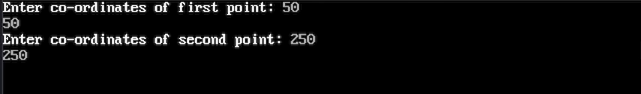 Enter co-ordinates of first point: 50
50
Enter co-ordinates of second point: 250
250